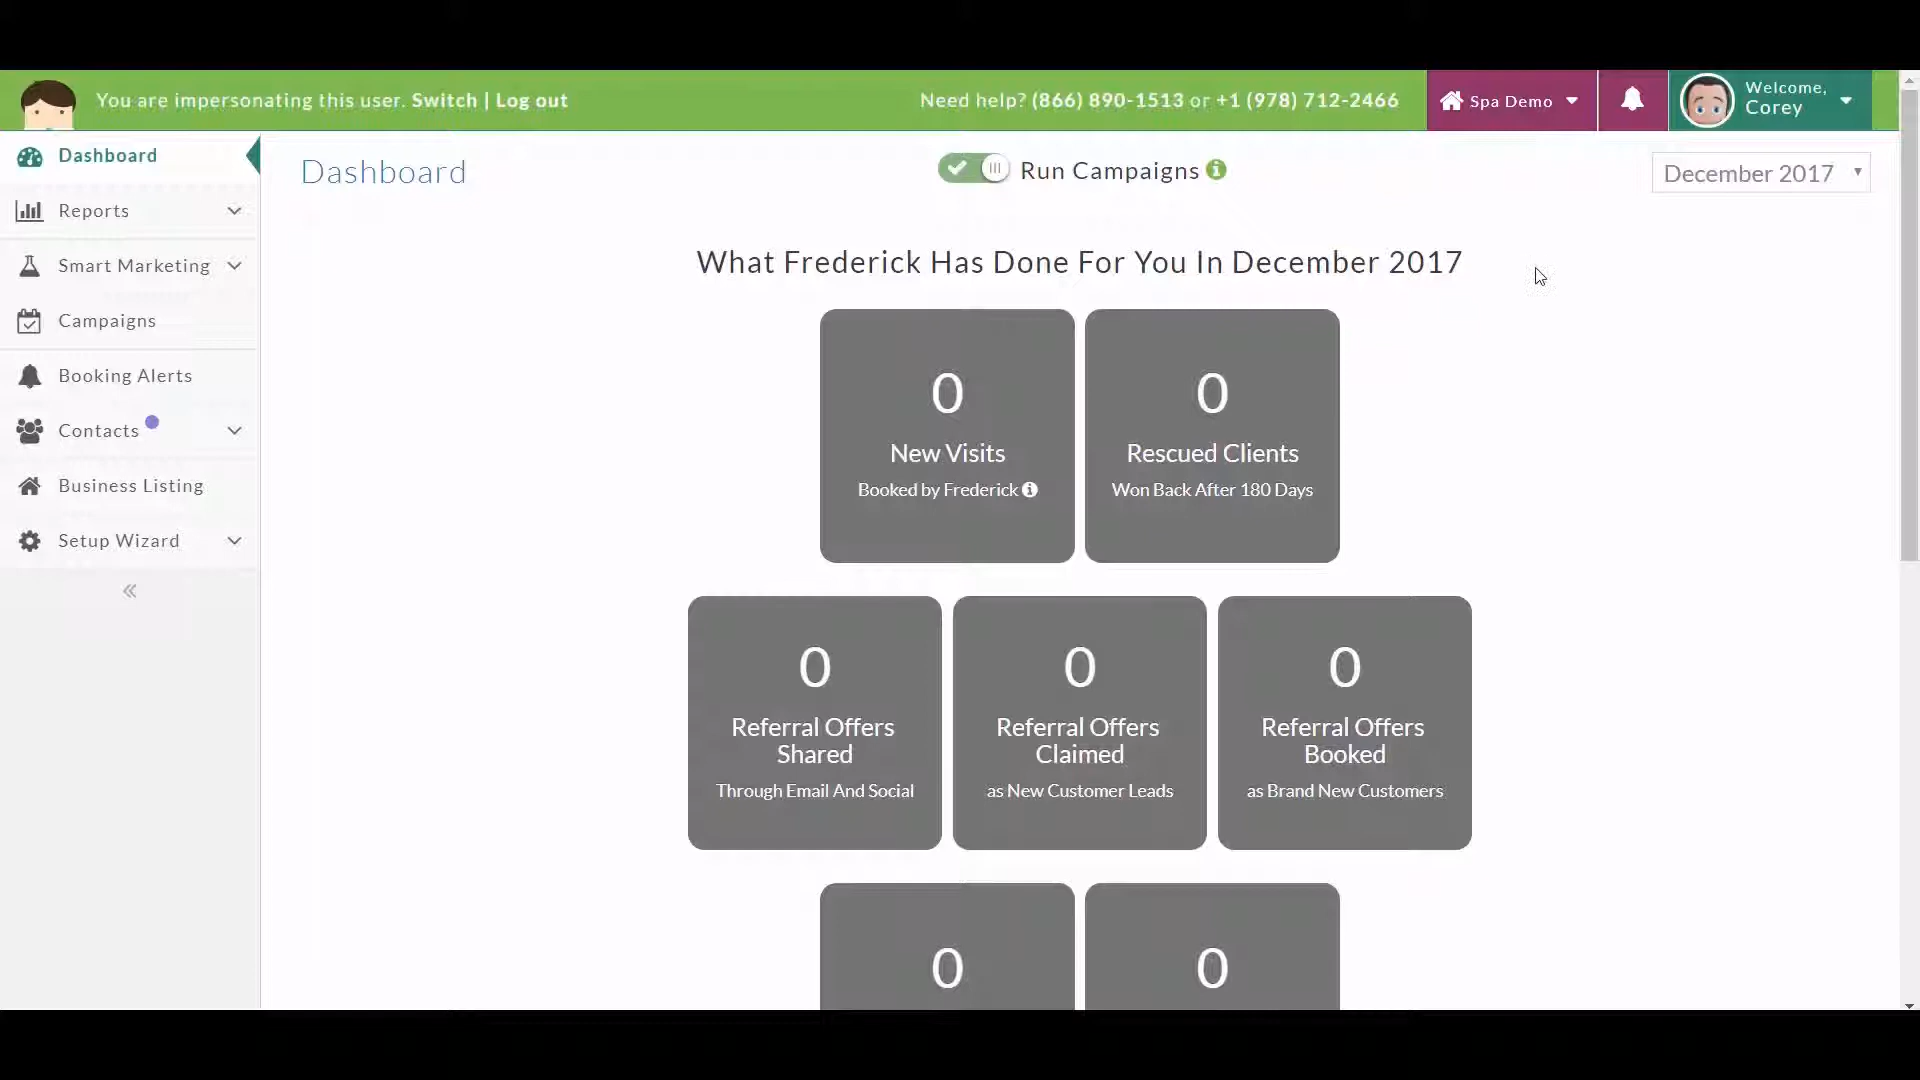 You are impersonating this user. Switch | Log out
Need help? (866) 890-1513 or +1 (978) 712-2466
Spa Demo
Welcome,
Corey
Dashboard
Reports
Smart Marketing
Campaigns
Booking Alerts
Contacts
Business Listing
Setup Wizard
Dashboard
Run Campaigns
December 2017
What Frederick Has Done For You In December 2017
0
New Visits
Booked by Frederick
0
Rescued Clients
Won Back After 180 Days
0
Referral Offers
Shared
Through Email And Social
0
Referral Offers
Claimed
as New Customer Leads
0
Referral Offers
Booked
as Brand New Customers
0
0